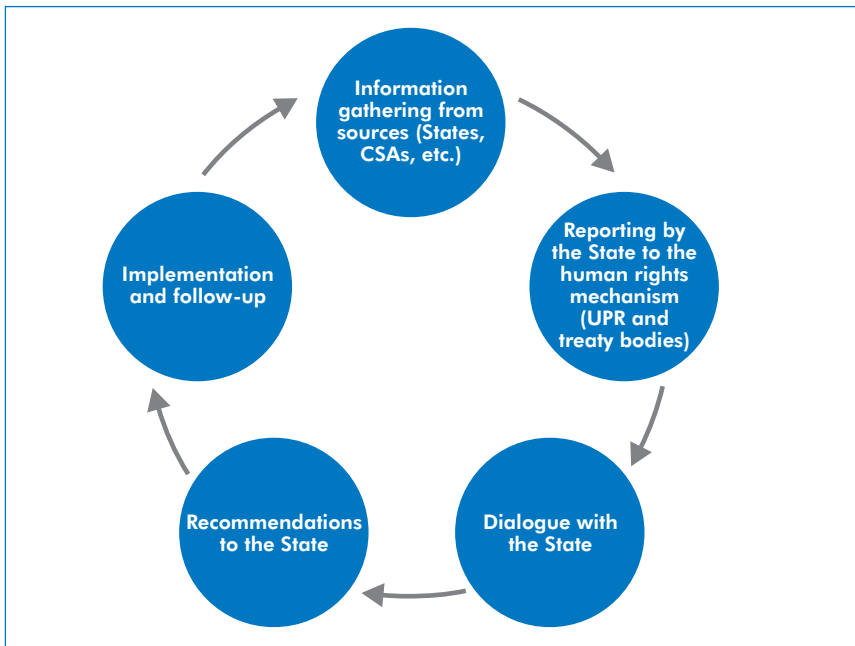 Information
gathering from
sources (States,
CSAs, etc.)
Reporting by
the State to the
human rights
mechanism
(UPR and
treaty bodies)
Dialogue with
the State
Recommendations
to the State
Implementation
and follow-up